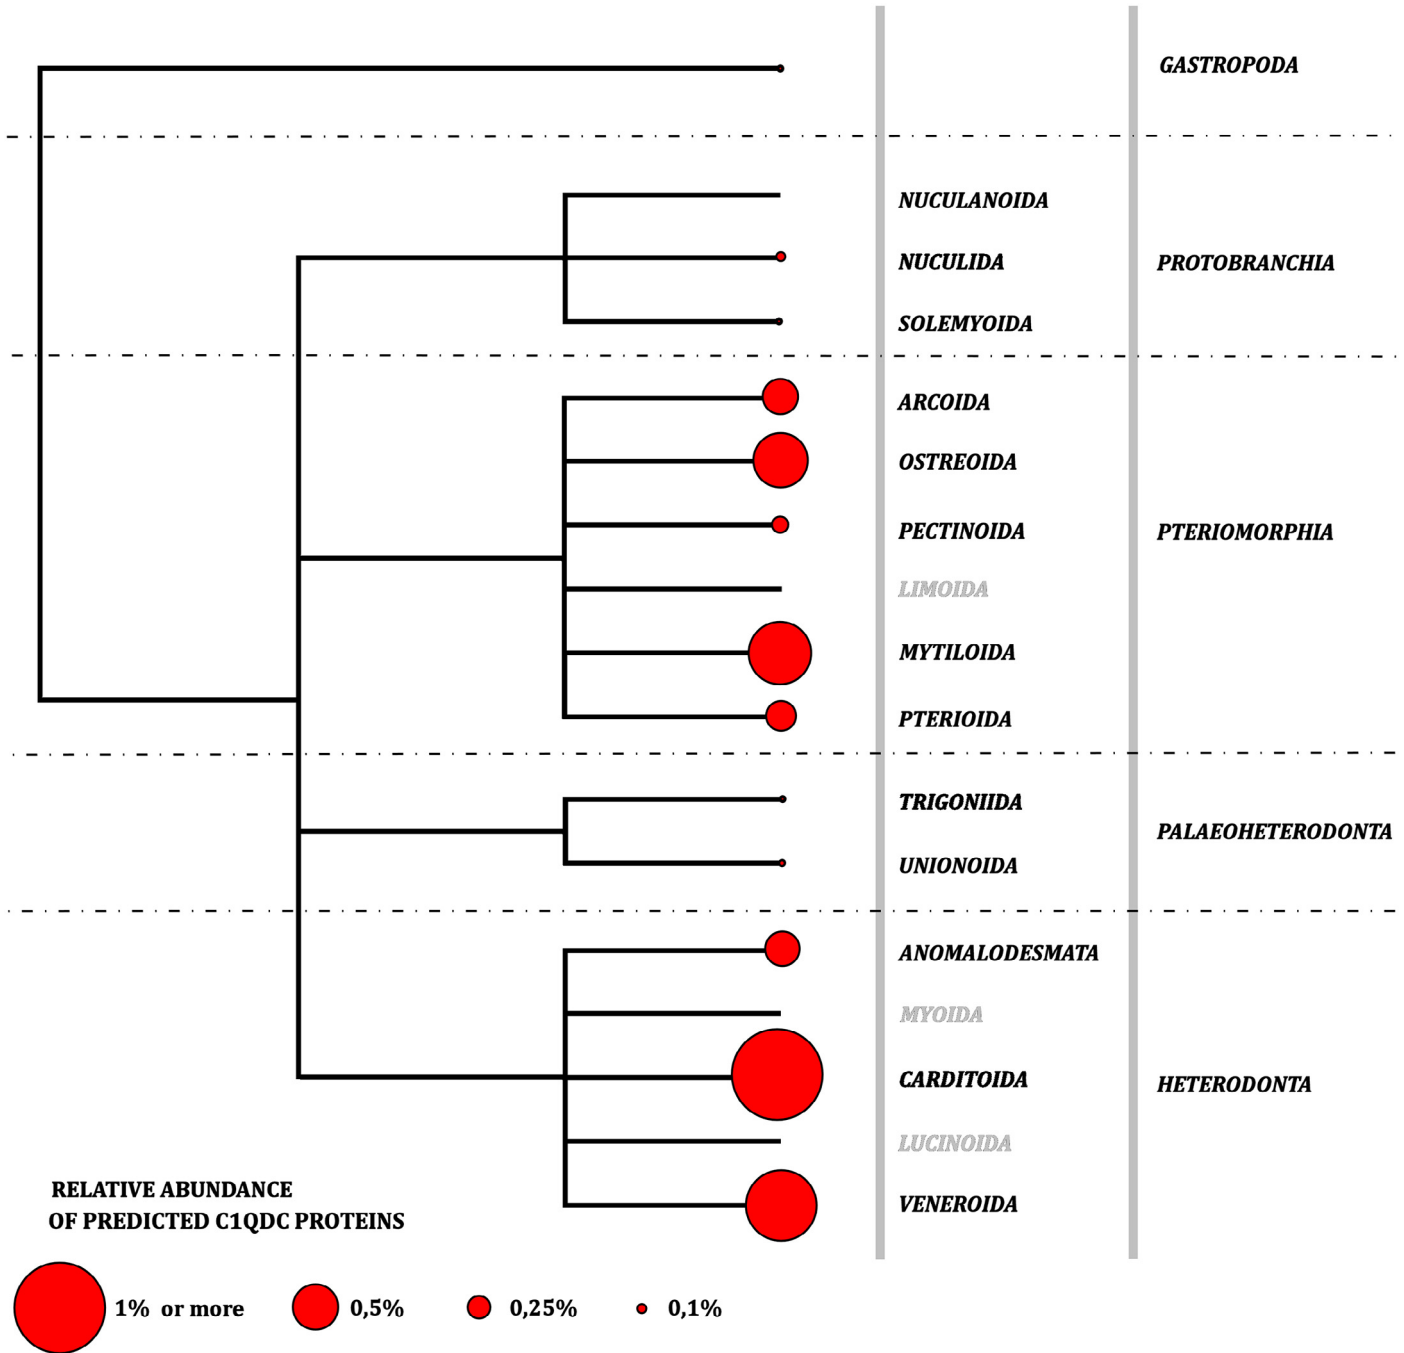 GASTROPODA
NUCULANOIDA
NUCULIDA
PROTOBRANCHIA
SOLEMYOIDA
ARCOIDA
OSTREOIDA
PECTINOIDA
PTERIOMORPHIA
LIMOIDA
MYTILOIDA
PTERIOIDA
TRIGONIIDA
PALAEOHETERODONTA
UNIONOIDA
ANOMALODESMATA
MYOIDA
CARDITOIDA
HETERODONTA
LUCINOIDA
VENEROIDA
RELATIVE ABUNDANCE
OF PREDICTED C1QDC PROTEINS
1% or more
0,5%
0,25%
0,1%